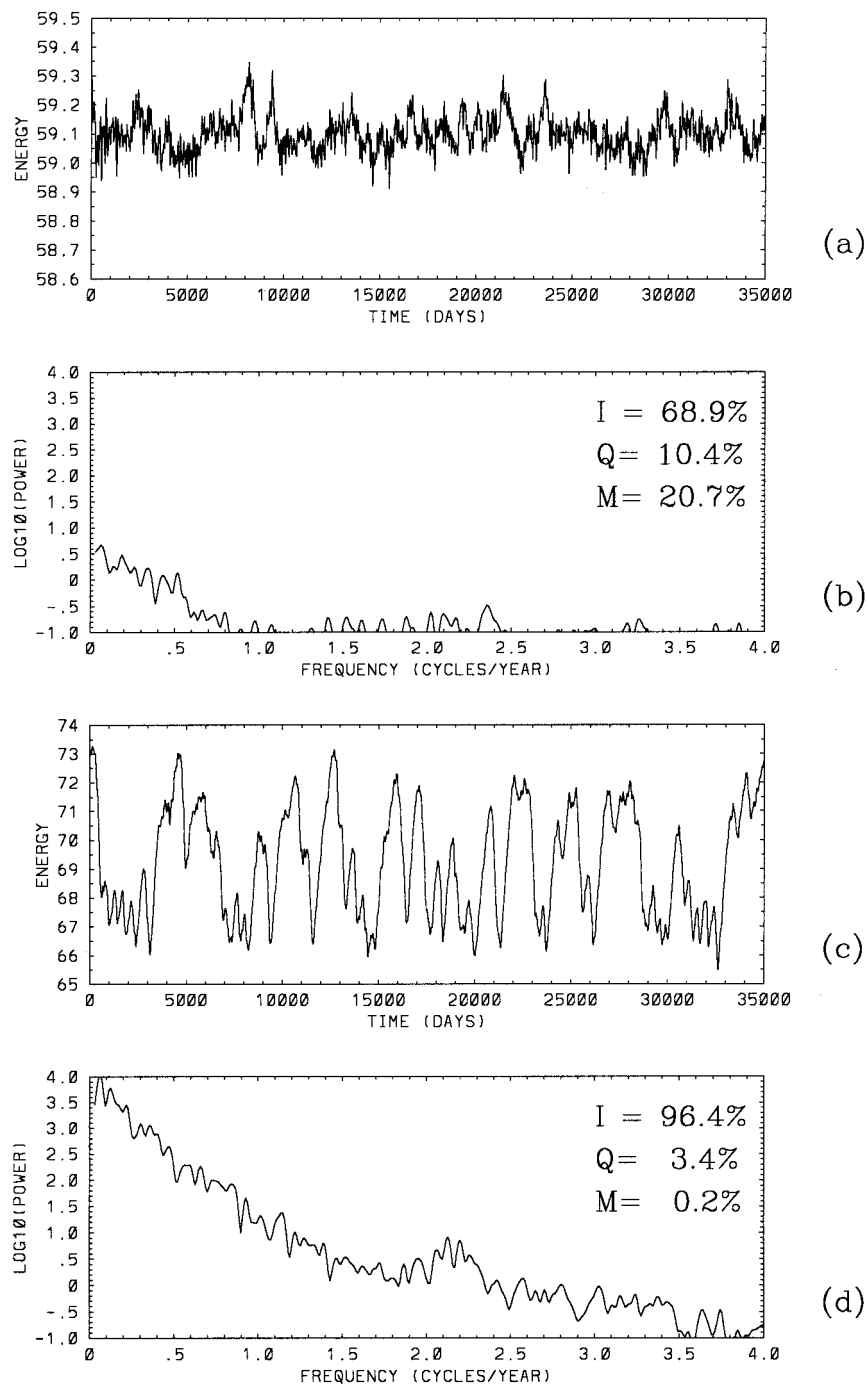 59.5
59.4
59.3
59.2
59.1
59.0
58.9
58.8
58.7
58.6
ENERGY
0 5000 10000 15000 20000 25000 30000 35000
TIME (DAYS)
(a)
4.0
3.5
3.0
2.5
2.0
1.5
1.0
.5
0
-.5
-1.0
LOG10(POWER)
I = 68.9%
Q= 10.4%
M= 20.7%
0 .5 1.0 1.5 2.0 2.5 3.0 3.5 4.0
FREQUENCY (CYCLES/YEAR)
(b)
74
73
72
71
70
69
68
67
66
65
ENERGY
0 5000 10000 15000 20000 25000 30000 35000
TIME (DAYS)
(c)
4.0
3.5
3.0
2.5
2.0
1.5
1.0
.5
0
-.5
-1.0
LOG10(POWER)
I = 96.4%
Q= 3.4%
M= 0.2%
0 .5 1.0 1.5 2.0 2.5 3.0 3.5 4.0
FREQUENCY (CYCLES/YEAR)
(d)